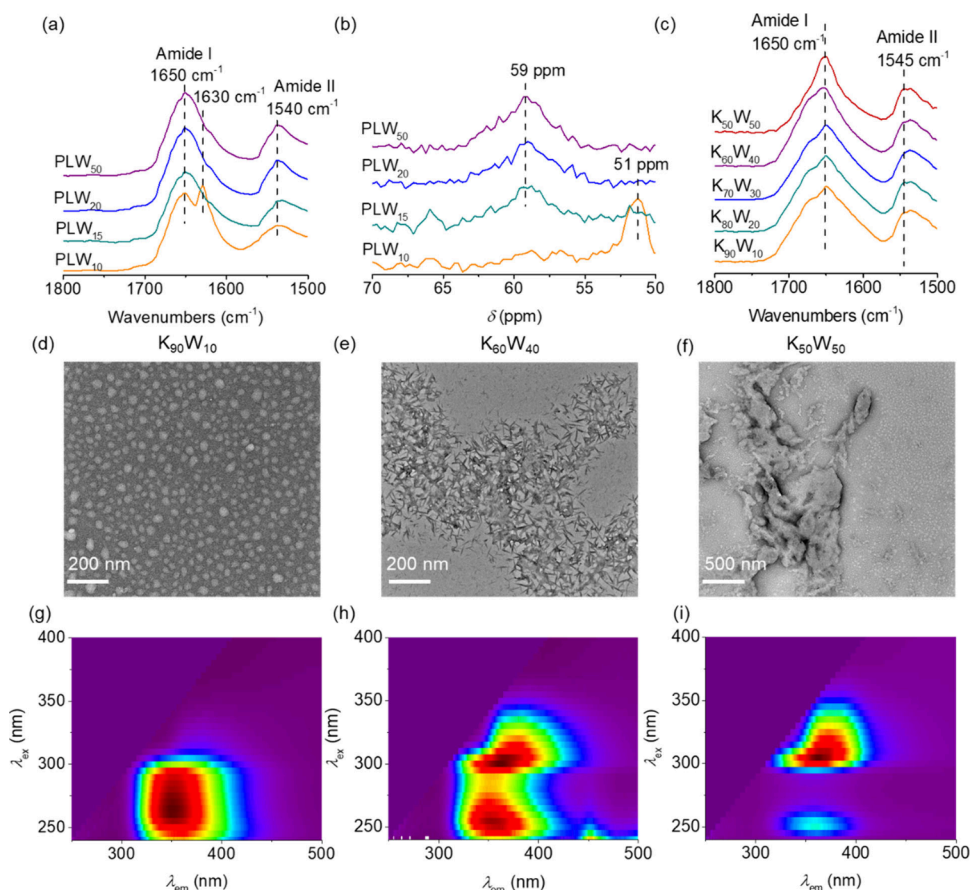 (a)
Amide I
1650 cm⁻¹
1630 cm⁻¹
Amide II
1540 cm⁻¹
PLW₅₀
PLW₂₀
PLW₁₅
PLW₁₀
1800 1700 1600 1500
Wavenumbers (cm⁻¹)
(b)
59 ppm
51 ppm
PLW₅₀
PLW₂₀
PLW₁₅
PLW₁₀
70 65 60 55 50
δ (ppm)
(c)
Amide I
1650 cm⁻¹
Amide II
1545 cm⁻¹
K₅₀W₅₀
K₆₀W₄₀
K₇₀W₃₀
K₈₀W₂₀
K₉₀W₁₀
1800 1700 1600 1500
Wavenumbers (cm⁻¹)
(d) K₉₀W₁₀
200 nm
(e) K₆₀W₄₀
200 nm
(f) K₅₀W₅₀
500 nm
(g)
400
350
300
250
λex (nm)
300 400 500
λem (nm)
(h)
400
350
300
250
λex (nm)
300 400 500
λem (nm)
(i)
400
350
300
250
λex (nm)
300 400 500
λem (nm)